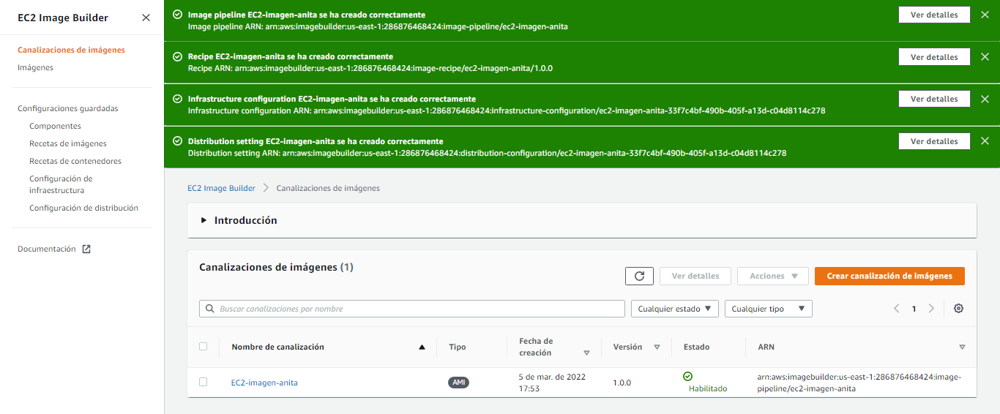 EC2 Image Builder
Canalizaciones de imágenes
Imágenes
Configuraciones guardadas
Componentes
Recetas de imágenes
Recetas de contenedores
Configuración de
infraestructura
Configuración de distribución
Documentación
Image pipeline EC2-imagen-anita se ha creado correctamente
Image pipeline ARN: arn:aws:imagebuilder:us-east-1:286876468424:image-pipeline/ec2-imagen-anita
Ver detalles
Recipe EC2-imagen-anita se ha creado correctamente
Recipe ARN: arn:aws:imagebuilder:us-east-1:286876468424:image-recipe/ec2-imagen-anita/1.0.0
Ver detalles
Infrastructure configuration EC2-imagen-anita se ha creado correctamente
Infrastructure configuration ARN: arn:aws:imagebuilder:us-east-1:286876468424:infrastructure-configuration/ec2-imagen-anita-33f7c4bf-490b-405f-a13d-c04d8114c278
Ver detalles
Distribution setting EC2-imagen-anita se ha creado correctamente
Distribution setting ARN: arn:aws:imagebuilder:us-east-1:286876468424:distribution-configuration/ec2-imagen-anita-33f7c4bf-490b-405f-a13d-c04d8114c278
Ver detalles
EC2 Image Builder Canalizaciones de imágenes
Introducción
Canalizaciones de imágenes (1)
Ver detalles Acciones Crear canalización de imágenes
Buscar canalizaciones por nombre Cualquier estado Cualquier tipo 1
Nombre de canalización Tipo Fecha de creación Versión Estado ARN
EC2-imagen-anita AMI 5 de mar. de 2022 17:53 1.0.0 Habilitado arn:aws:imagebuilder:us-east-1:286876468424:image-pipeline/ec2-imagen-anita